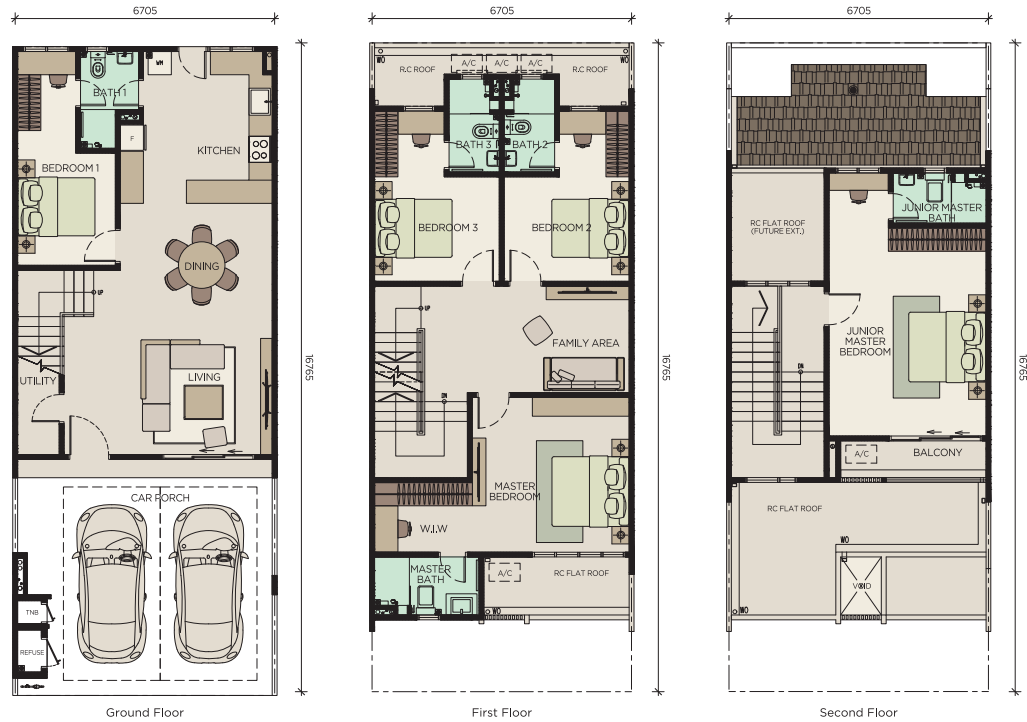 6705
BATH 1
WM
F
KITCHEN
BEDROOM 1
DINING
UP
LIVING
UTILITY
CAR PORCH
TNB
REFUSE
16765
Ground Floor
6705
WO
R.C ROOF
A/C
A/C
A/C
R.C ROOF
WO
BATH 3
BATH 2
BEDROOM 3
BEDROOM 2
UP
FAMILY AREA
DN
MASTER
BEDROOM
W.I.W
MASTER
BATH
A/C
RC FLAT ROOF
WO
16765
First Floor
6705
JUNIOR MASTER
BATH
RC FLAT ROOF
(FUTURE EXT.)
JUNIOR
MASTER
BEDROOM
DN
A/C
BALCONY
RC FLAT ROOF
WO
VOID
WO
16765
Second Floor